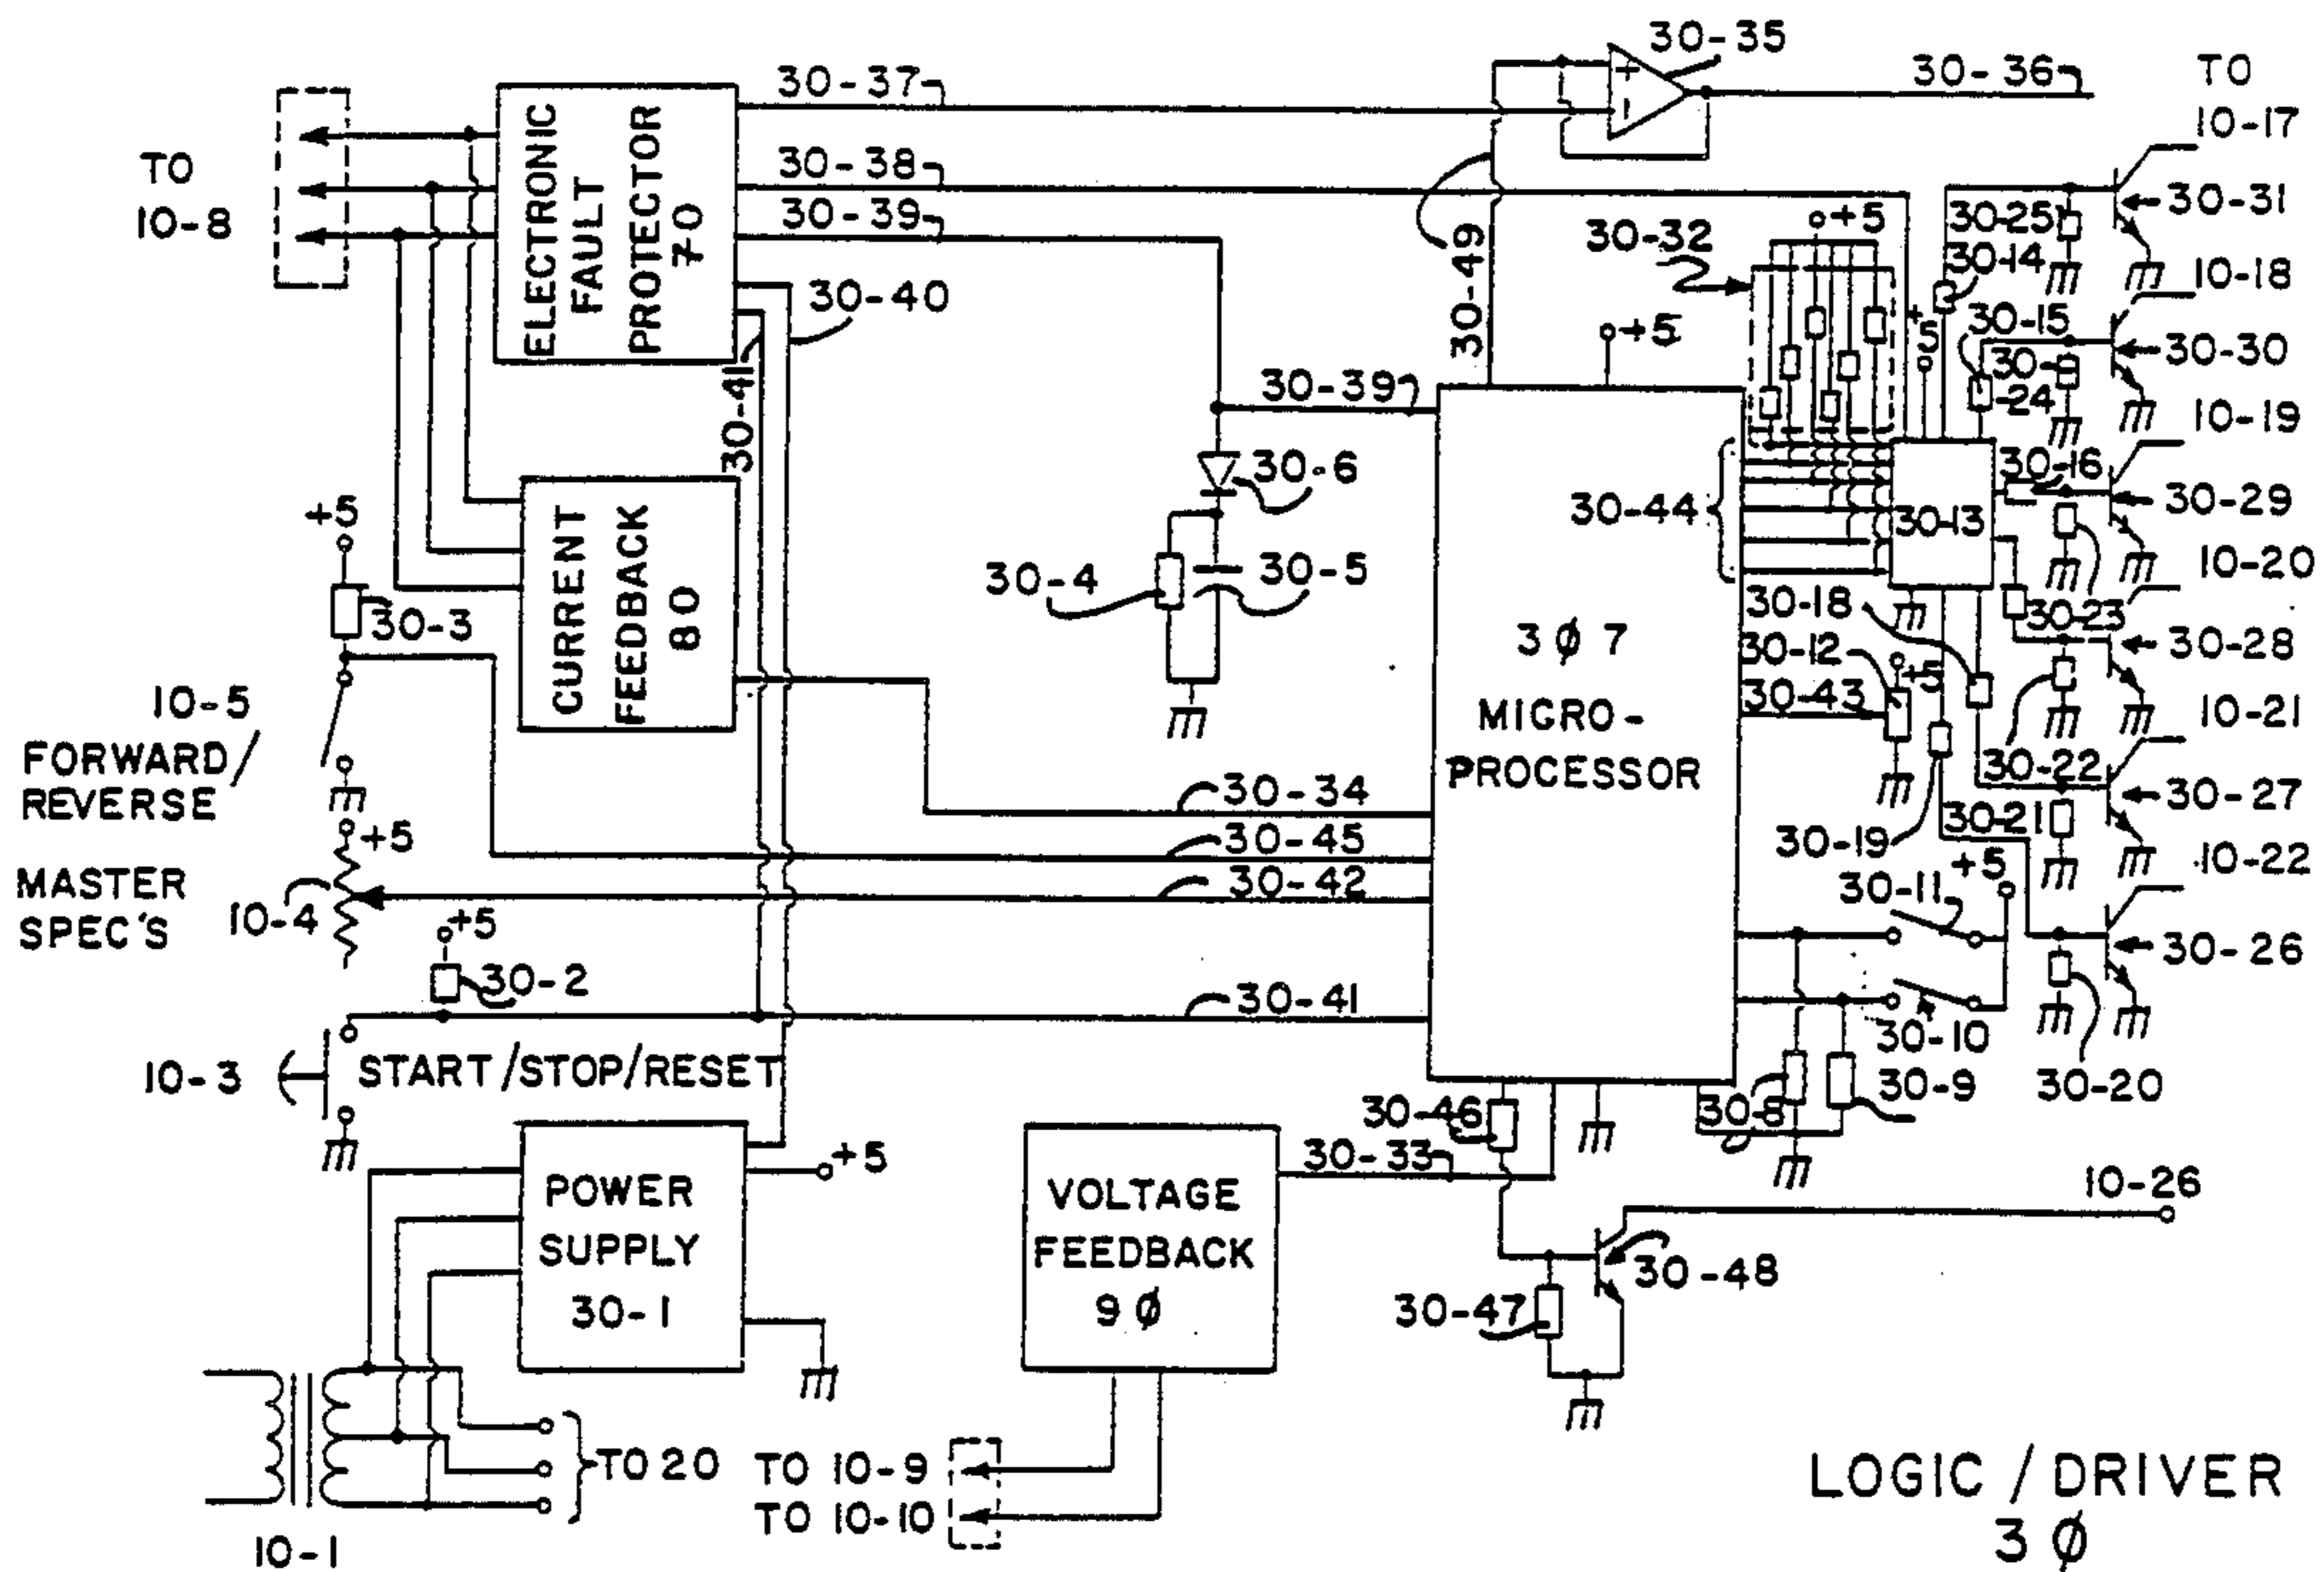 30-35
30-37
30-36
TO
10-17
ELECTRONIC
FAULT
PROTECTOR
70
TO
10-8
30-38
30-39
30-40
30-41
30-49
30-32
+5
30-25
30-14
30-31
10-18
+5
+5
30-15
30-
-24
30-30
10-19
30-39
30-6
30-4
30-5
30-44
30-13
30-16
30-29
10-20
CURRENT
FEEDBACK
80
+5
30-3
10-5
FORWARD/
REVERSE
3Ø7
MICRO-
PROCESSOR
30-18
30-23
30-28
30-12
+5
30-43
10-21
30-22
30-27
30-34
30-45
30-42
30-19
30-21
10-22
+5
MASTER
SPEC'S
10-4
+5
30-2
30-11
+5
30-26
30-41
30-10
10-3
START/STOP/RESET
30-8
30-9
30-20
30-46
30-33
POWER
SUPPLY
30-1
+5
VOLTAGE
FEEDBACK
9Ø
10-26
30-48
30-47
TO 20
TO 10-9
TO 10-10
10-1
LOGIC/DRIVER
3Ø